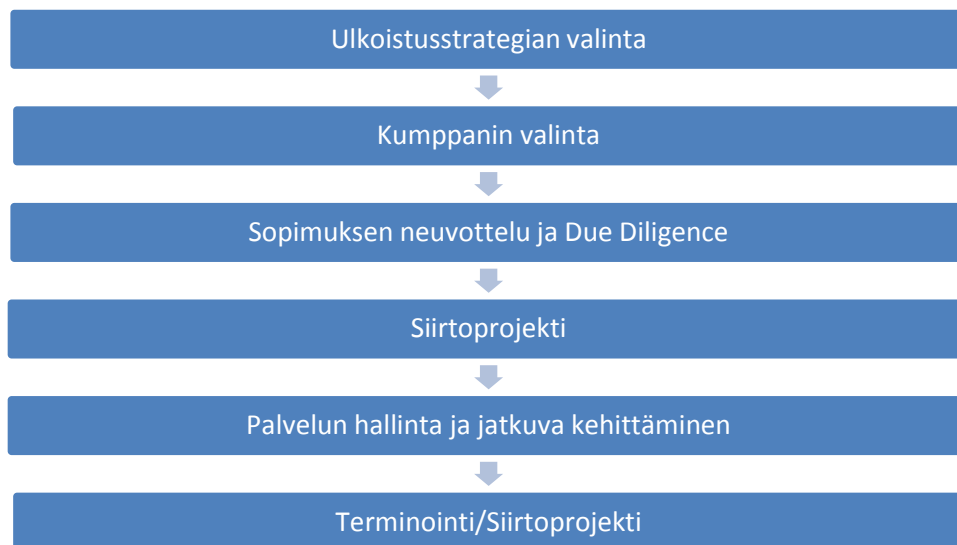 Ulkoistusstrategian valinta
Kumppanin valinta
Sopimuksen neuvottelu ja Due Diligence
Siirtoprojekti
Palvelun hallinta ja jatkuva kehittäminen
Terminointi/Siirtoprojekti